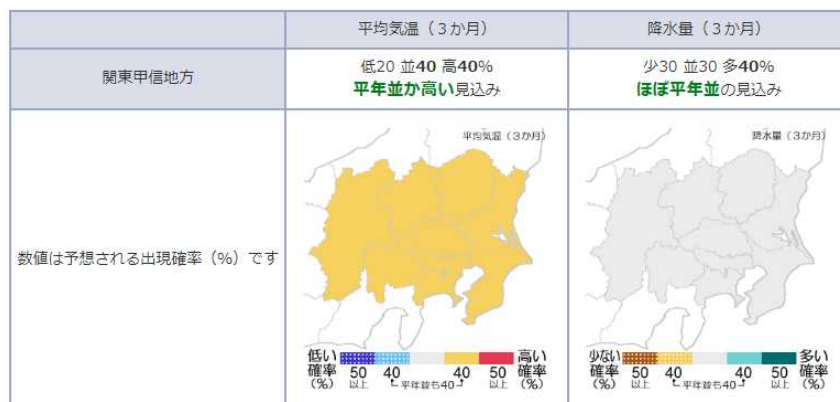 平均気温（３か月）
降水量（３か月）
関東甲信地方
低20 並40 高40%
平年並か高い見込み
少30 並30 多40%
ほぼ平年並の見込み
数値は予想される出現確率（%）です
平均気温（3か月）
低い
確率
(%)
50
以上
40
平年並も40
40
50
以上
高い
確率
(%)
降水量（3か月）
少ない
確率
(%)
50
以上
40
平年並も40
40
50
以上
多い
確率
(%)